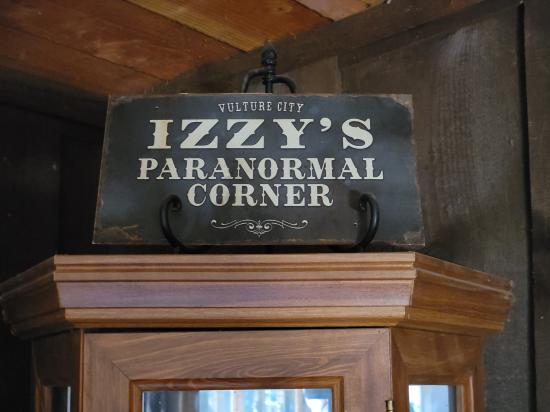 VULTURE CITY
IZZY'S
PARANORMAL
CORNER